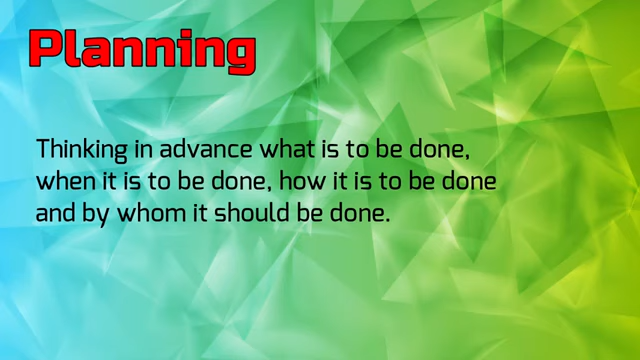 Planning
Thinking in advance what is to be done,
when it is to be done, how it is to be done
and by whom it should be done.